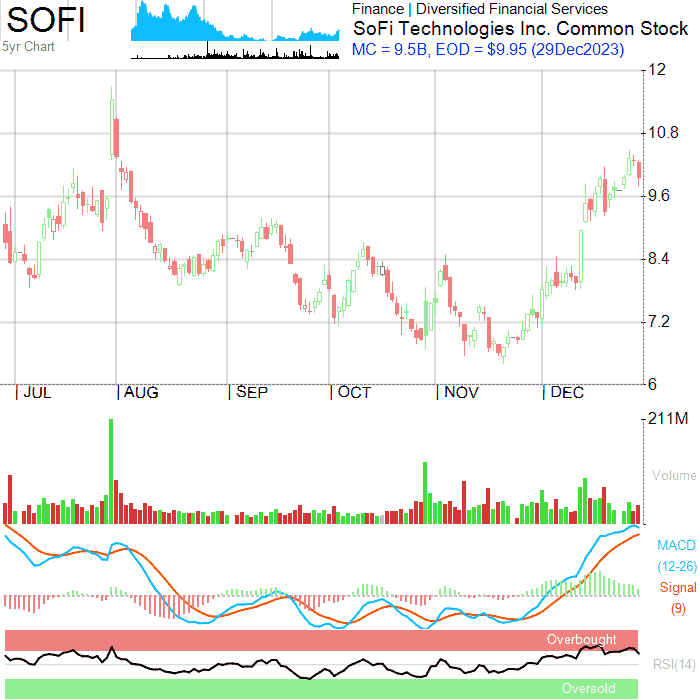 SOFI
5yr Chart
Finance | Diversified Financial Services
SoFi Technologies Inc. Common Stock
MC = 9.5B, EOD = $9.95 (29Dec2023)
12
10.8
9.6
8.4
7.2
6
| JUL | AUG | SEP | OCT | NOV | DEC
211M
Volume
MACD
(12-26)
Signal
(9)
Overbought
RSI(14)
Oversold